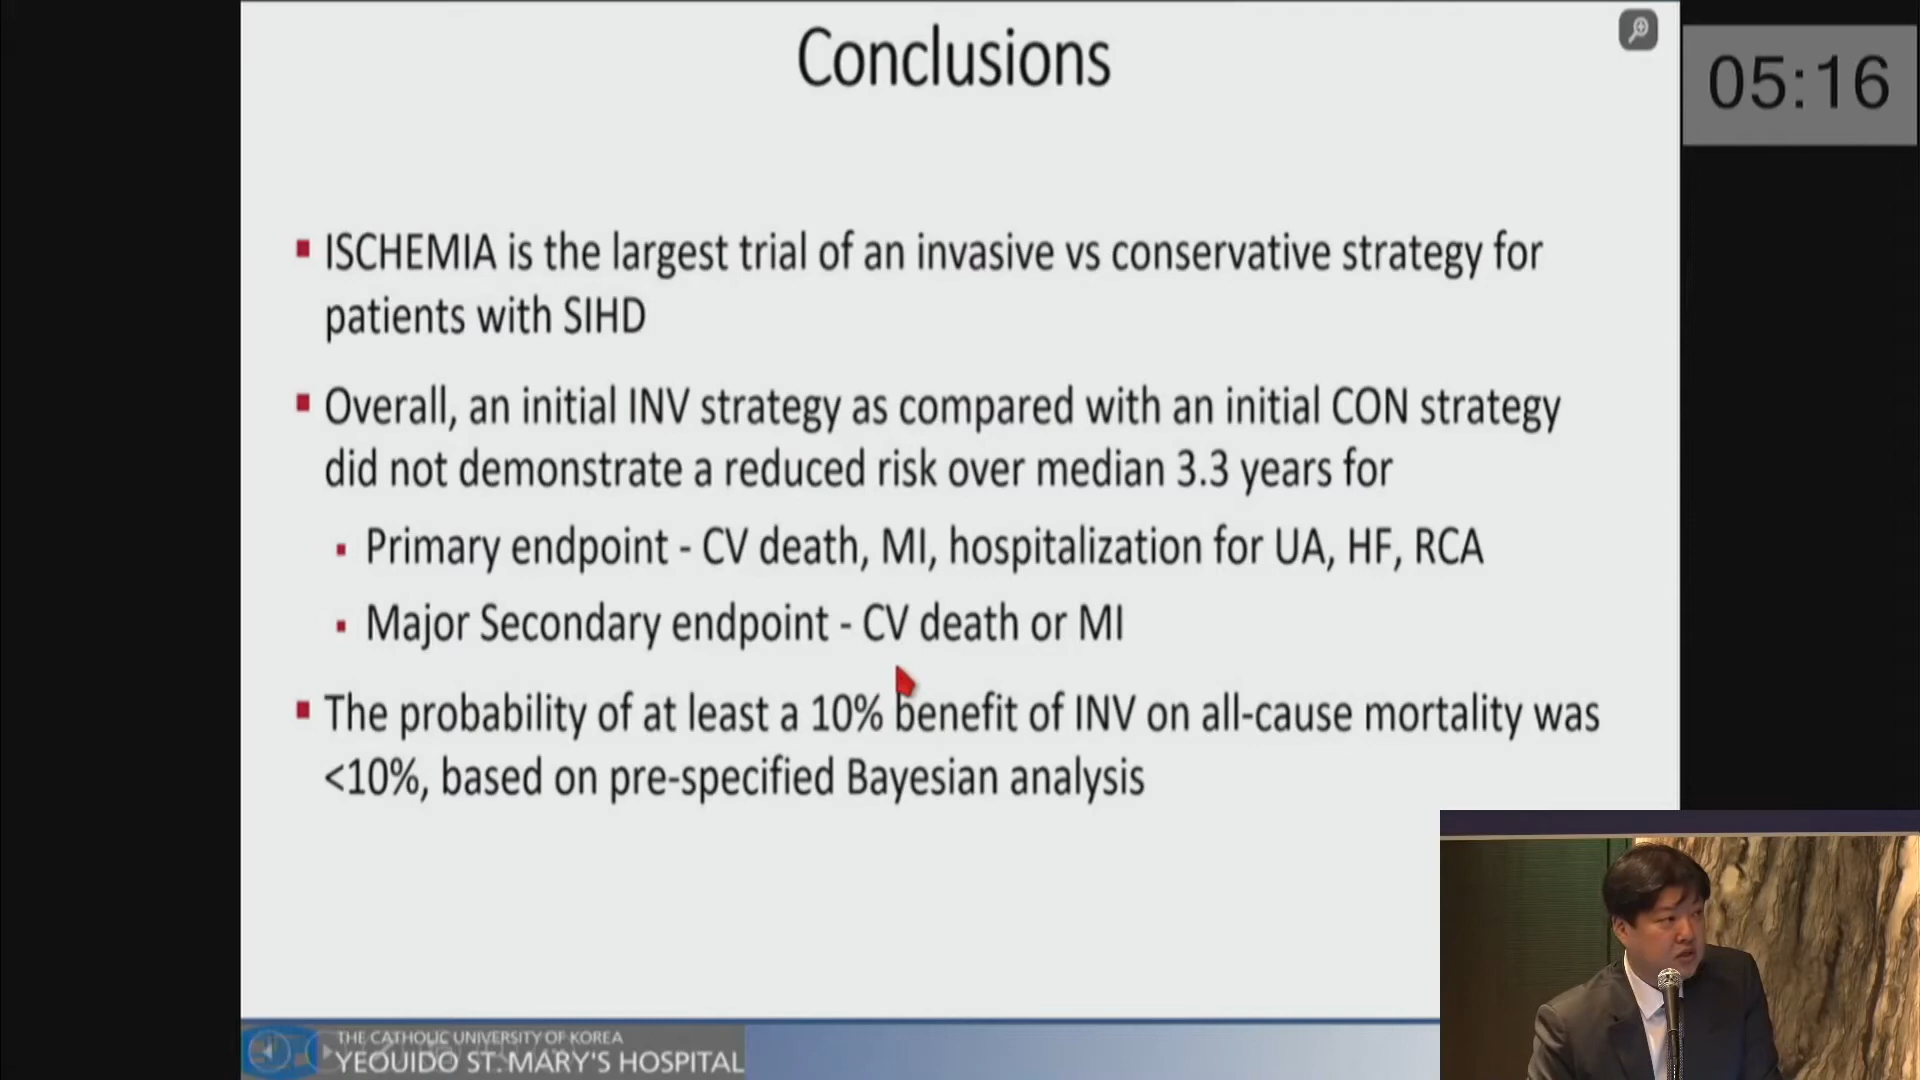 Conclusions
05:16
ISCHEMIA is the largest trial of an invasive vs conservative strategy for
patients with SIHD
Overall, an initial INV strategy as compared with an initial CON strategy
did not demonstrate a reduced risk over median 3.3 years for
Primary endpoint - CV death, MI, hospitalization for UA, HF, RCA
Major Secondary endpoint - CV death or MI
The probability of at least a 10% benefit of INV on all-cause mortality was
<10%, based on pre-specified Bayesian analysis
THE CATHOLIC UNIVERSITY OF KOREA
YEOUIDO ST. MARY'S HOSPITAL